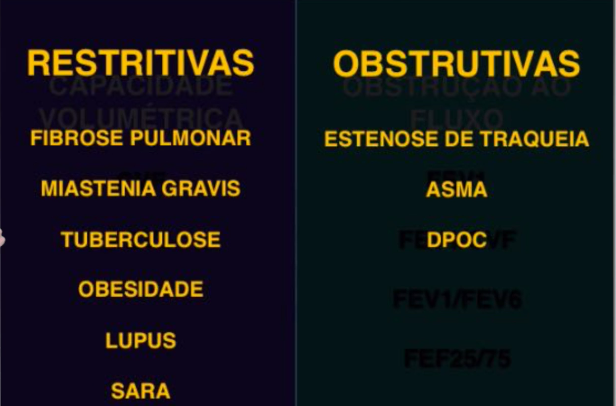 RESTRITIVAS
CAPACIDADE
VOLUMÉTRICA
FIBROSE PULMONAR
MIASTENIA GRAVIS
TUBERCULOSE
OBESIDADE
LUPUS
SARA
OBSTRUTIVAS
OBSTRUÇÃO AO
FLUXO
ESTENOSE DE TRAQUEIA
ASMA
DPOC
FEV1/FEV6
FEF25/75